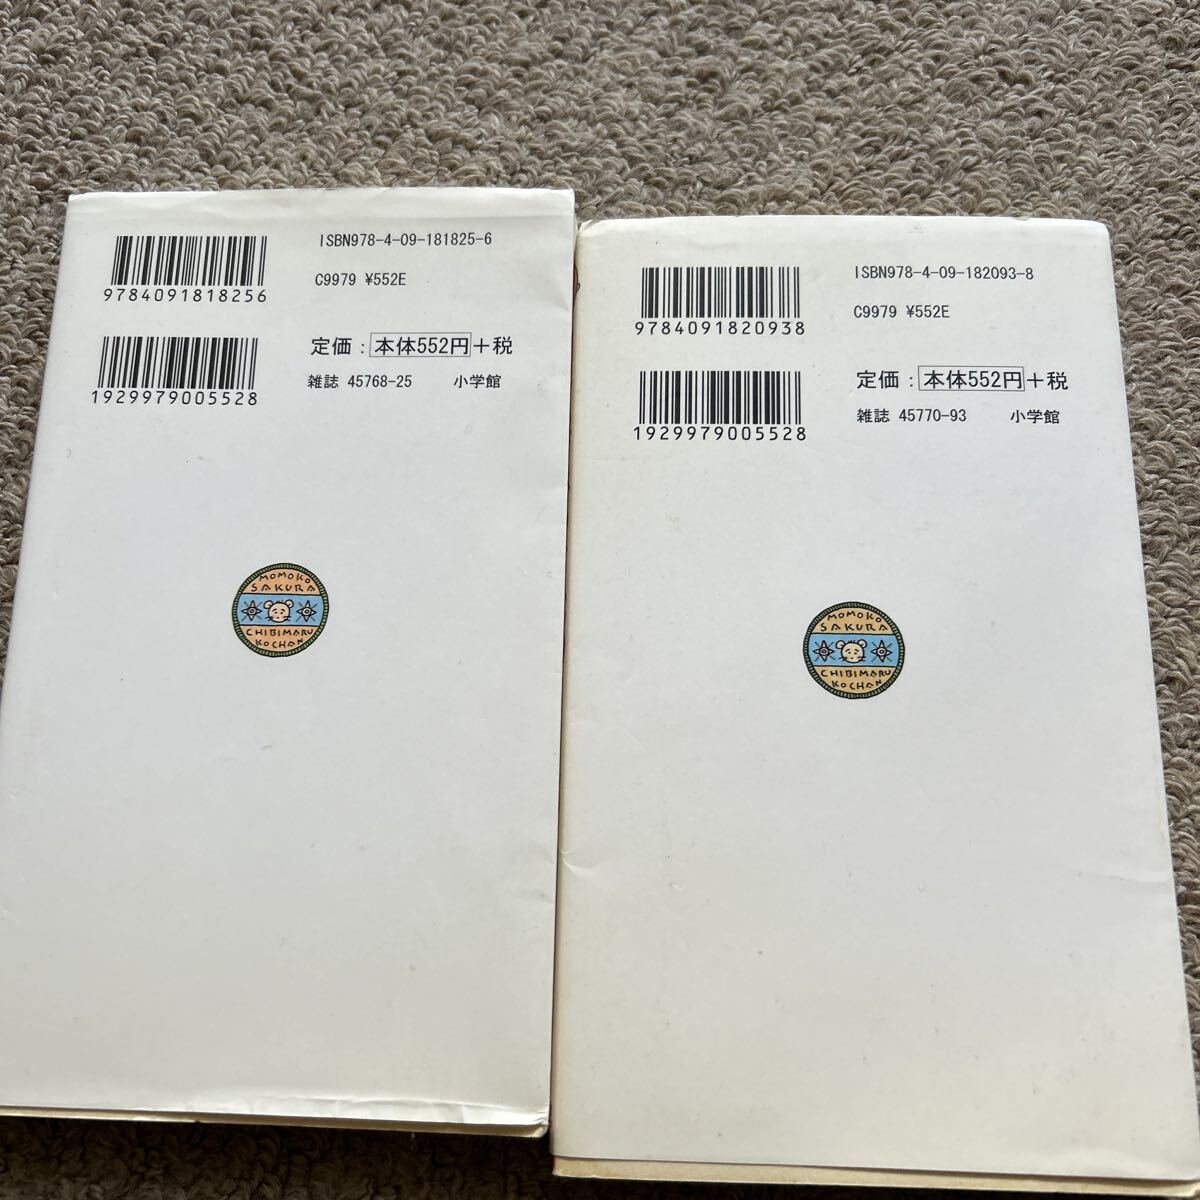 ISBN978-4-09-181825-6
9784091818256
C9979 ¥552E
定価:本体552円+税
1929979005528
雑誌 45768-25 小学館
MOMOKO
SAKURA
CHIBIMARU
KOCHAN
ISBN978-4-09-182093-8
9784091820938
C9979 ¥552E
定価:本体552円+税
1929979005528
雑誌 45770-93 小学館
MOMOKO
SAKURA
CHIBIMARU
KOCHAN